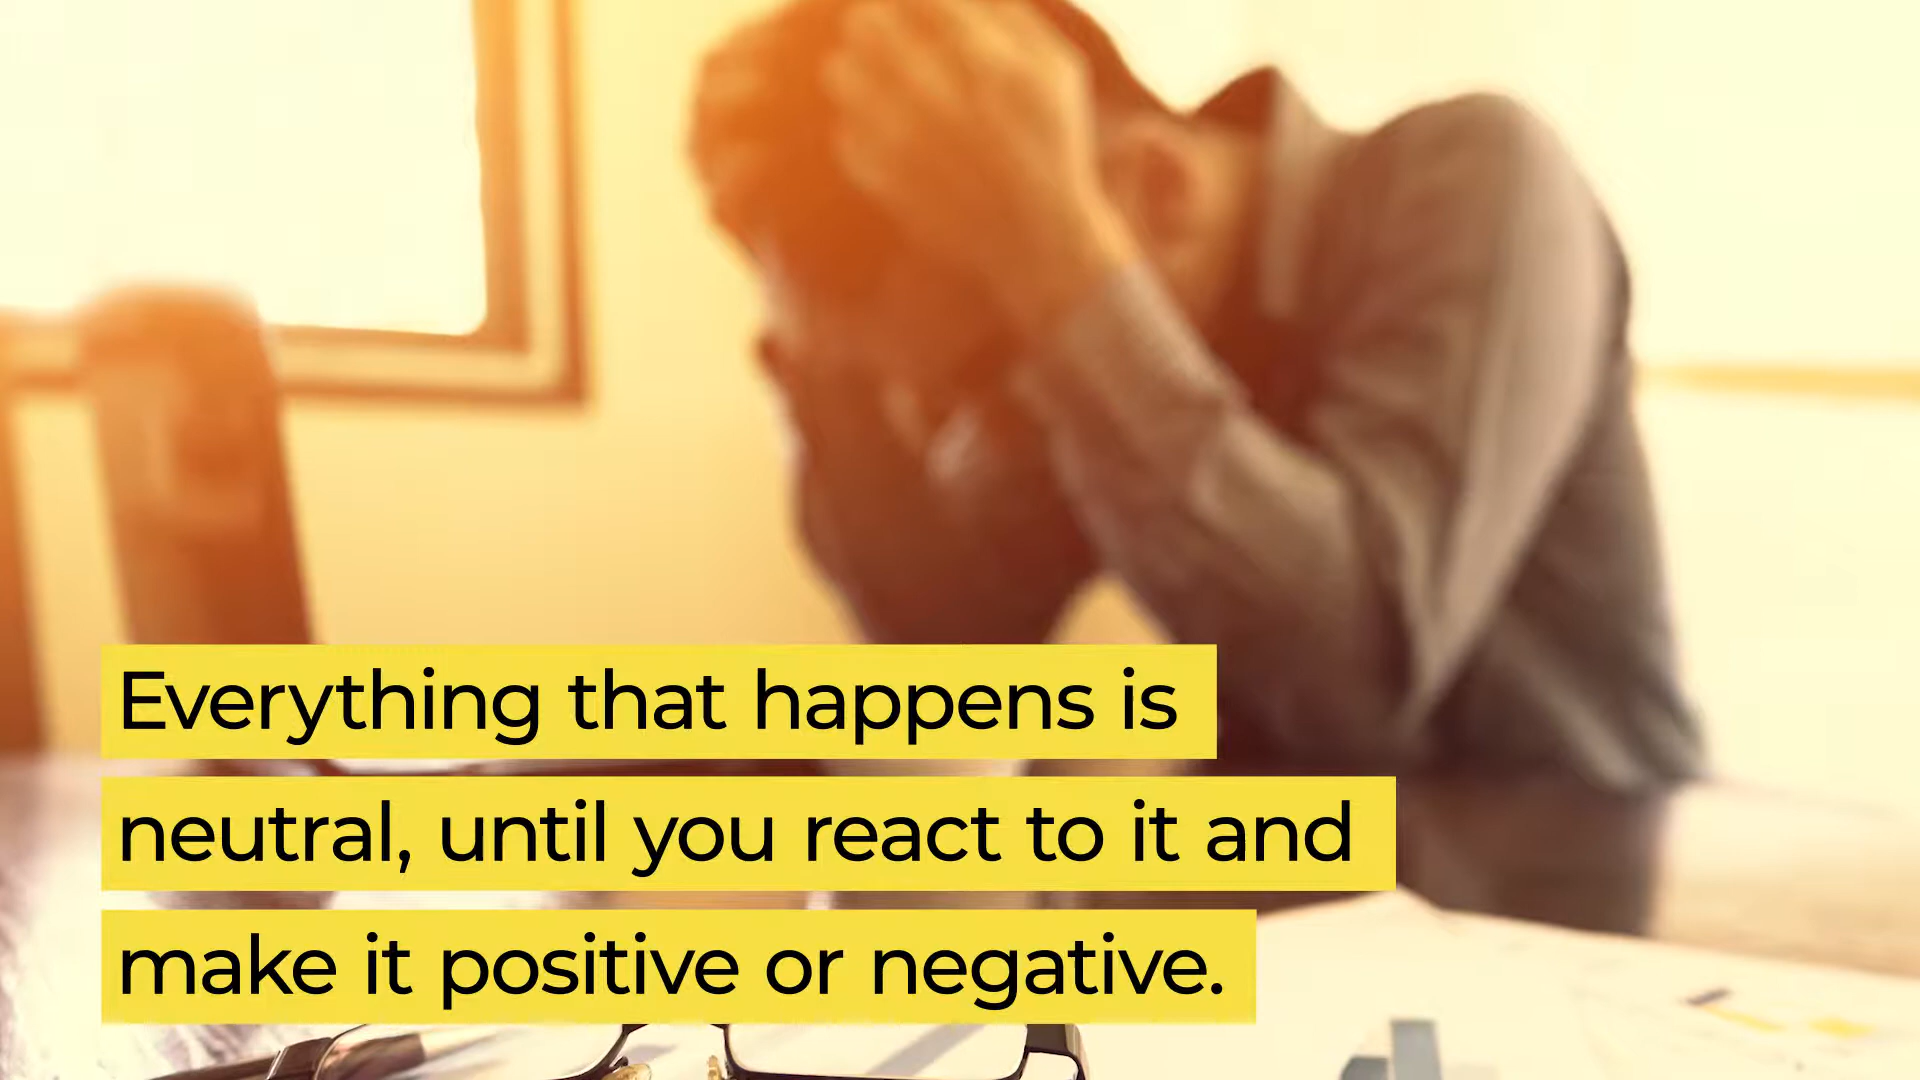 Everything that happens is
neutral, until you react to it and
make it positive or negative.